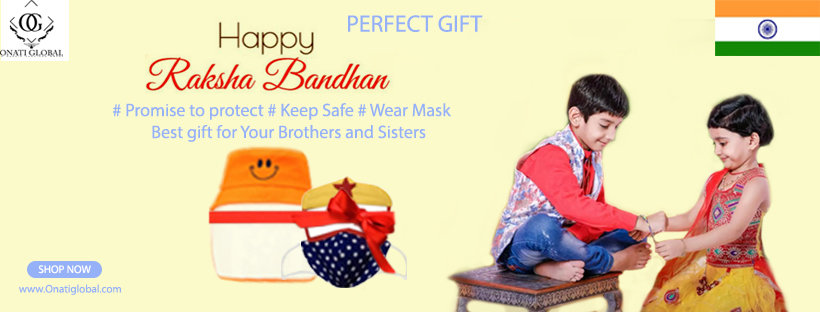 OG
ONATI GLOBAL
PERFECT GIFT
Happy
Raksha Bandhan
# Promise to protect # Keep Safe # Wear Mask
Best gift for Your Brothers and Sisters
SHOP NOW
www.Onatiglobal.com